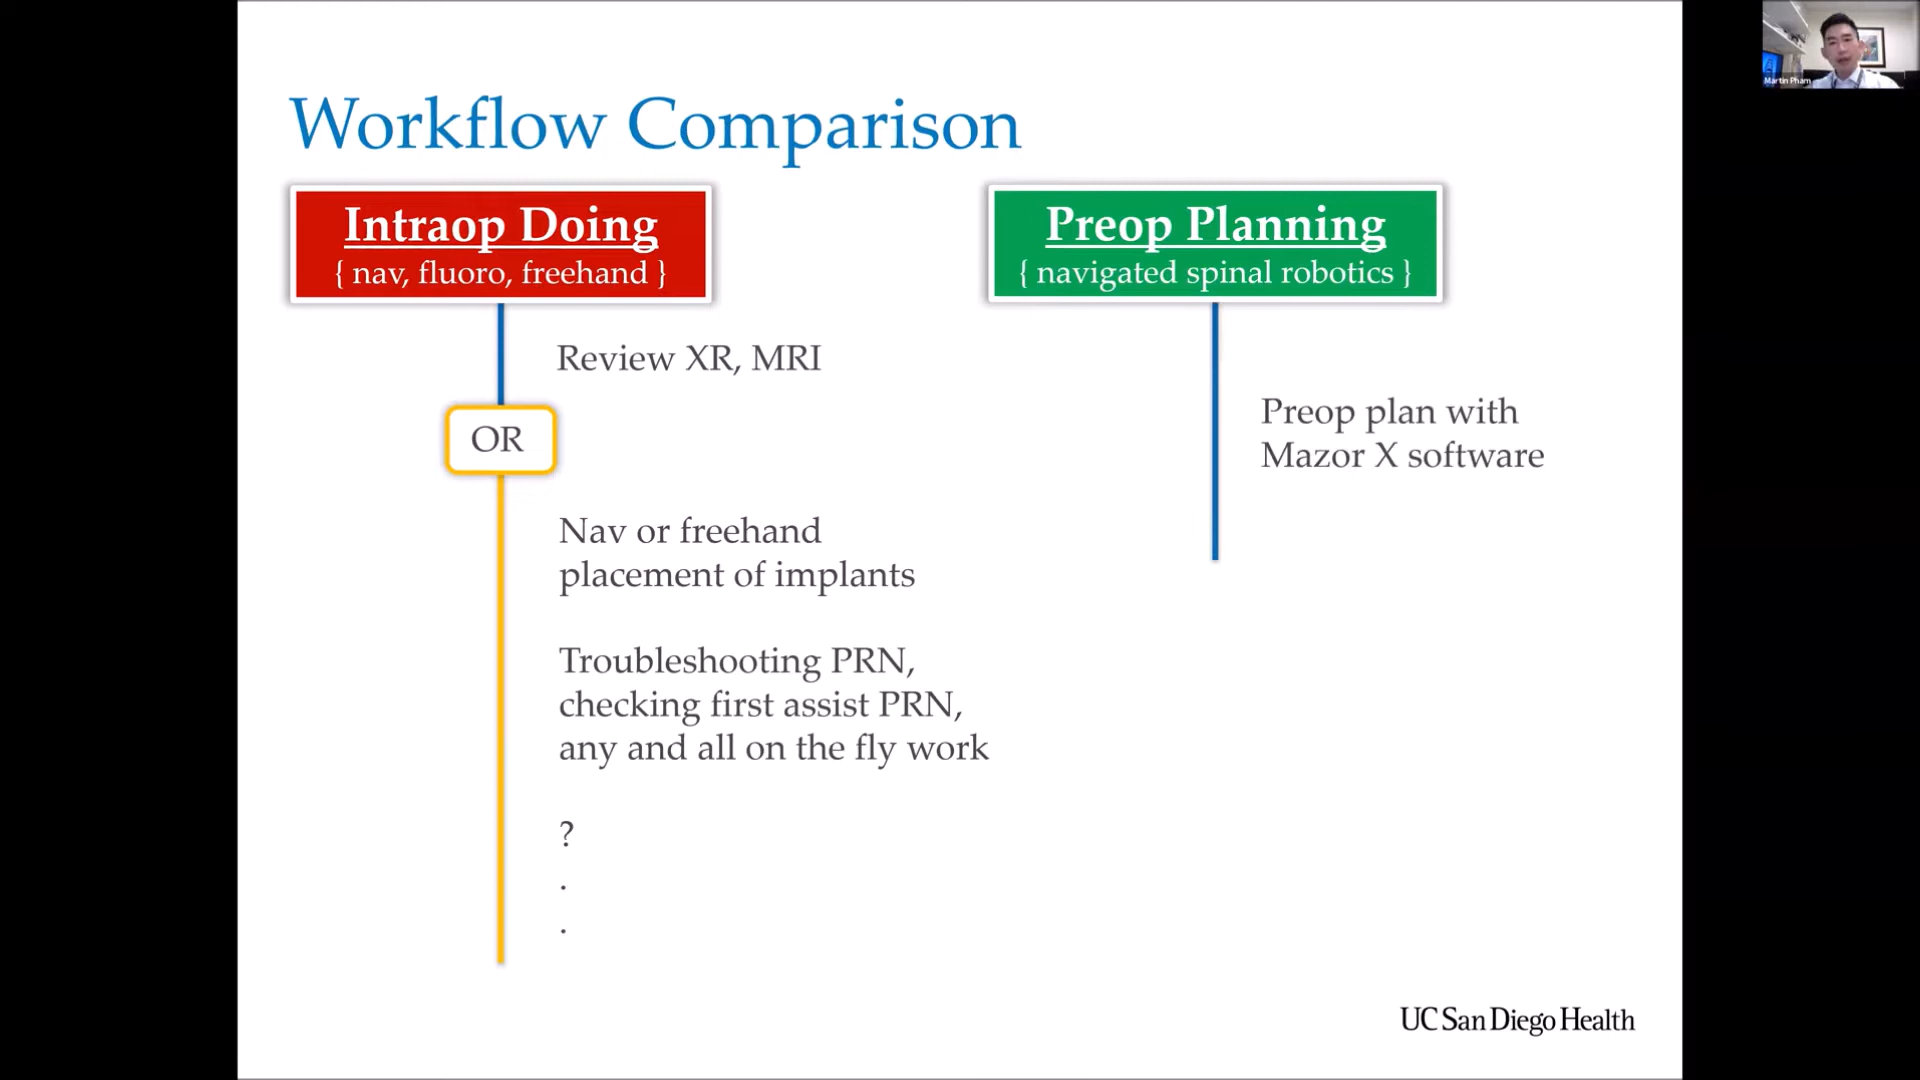 Workflow Comparison
Intraop Doing
{ nav, fluoro, freehand }
Review XR, MRI
OR
Nav or freehand
placement of implants
Troubleshooting PRN,
checking first assist PRN,
any and all on the fly work
?
.
.
Preop Planning
{ navigated spinal robotics }
Preop plan with
Mazor X software
UC San Diego Health
Martin Pham